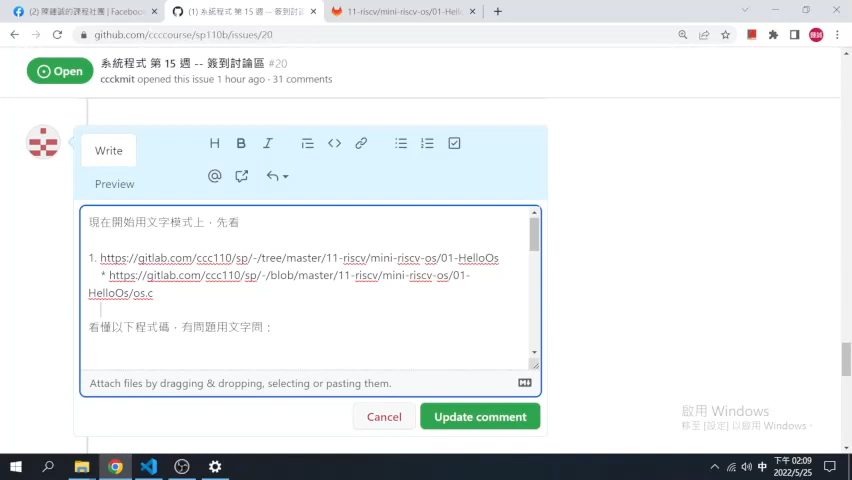 (2) 陳鍾誠的課程社團 | Facebook
(1) 系統程式 第 15 週 -- 簽到討論
11-riscv/mini-riscv-os/01-Hello
github.com/ccccourse/sp110b/issues/20
Open
系統程式 第 15 週 -- 簽到討論區 #20
ccckmit opened this issue 1 hour ago · 31 comments
Write
Preview
現在開始用文字模式上，先看
1. https://gitlab.com/ccc110/sp/-/tree/master/11-riscv/mini-riscv-os/01-HelloOs
* https://gitlab.com/ccc110/sp/-/blob/master/11-riscv/mini-riscv-os/01-
HelloOs/os.c
看懂以下程式碼，有問題用文字問；
Attach files by dragging & dropping, selecting or pasting them.
Cancel
Update comment
啟用 Windows
移至 [設定] 以啟用 Windows。
中
下午 02:09
2022/5/25